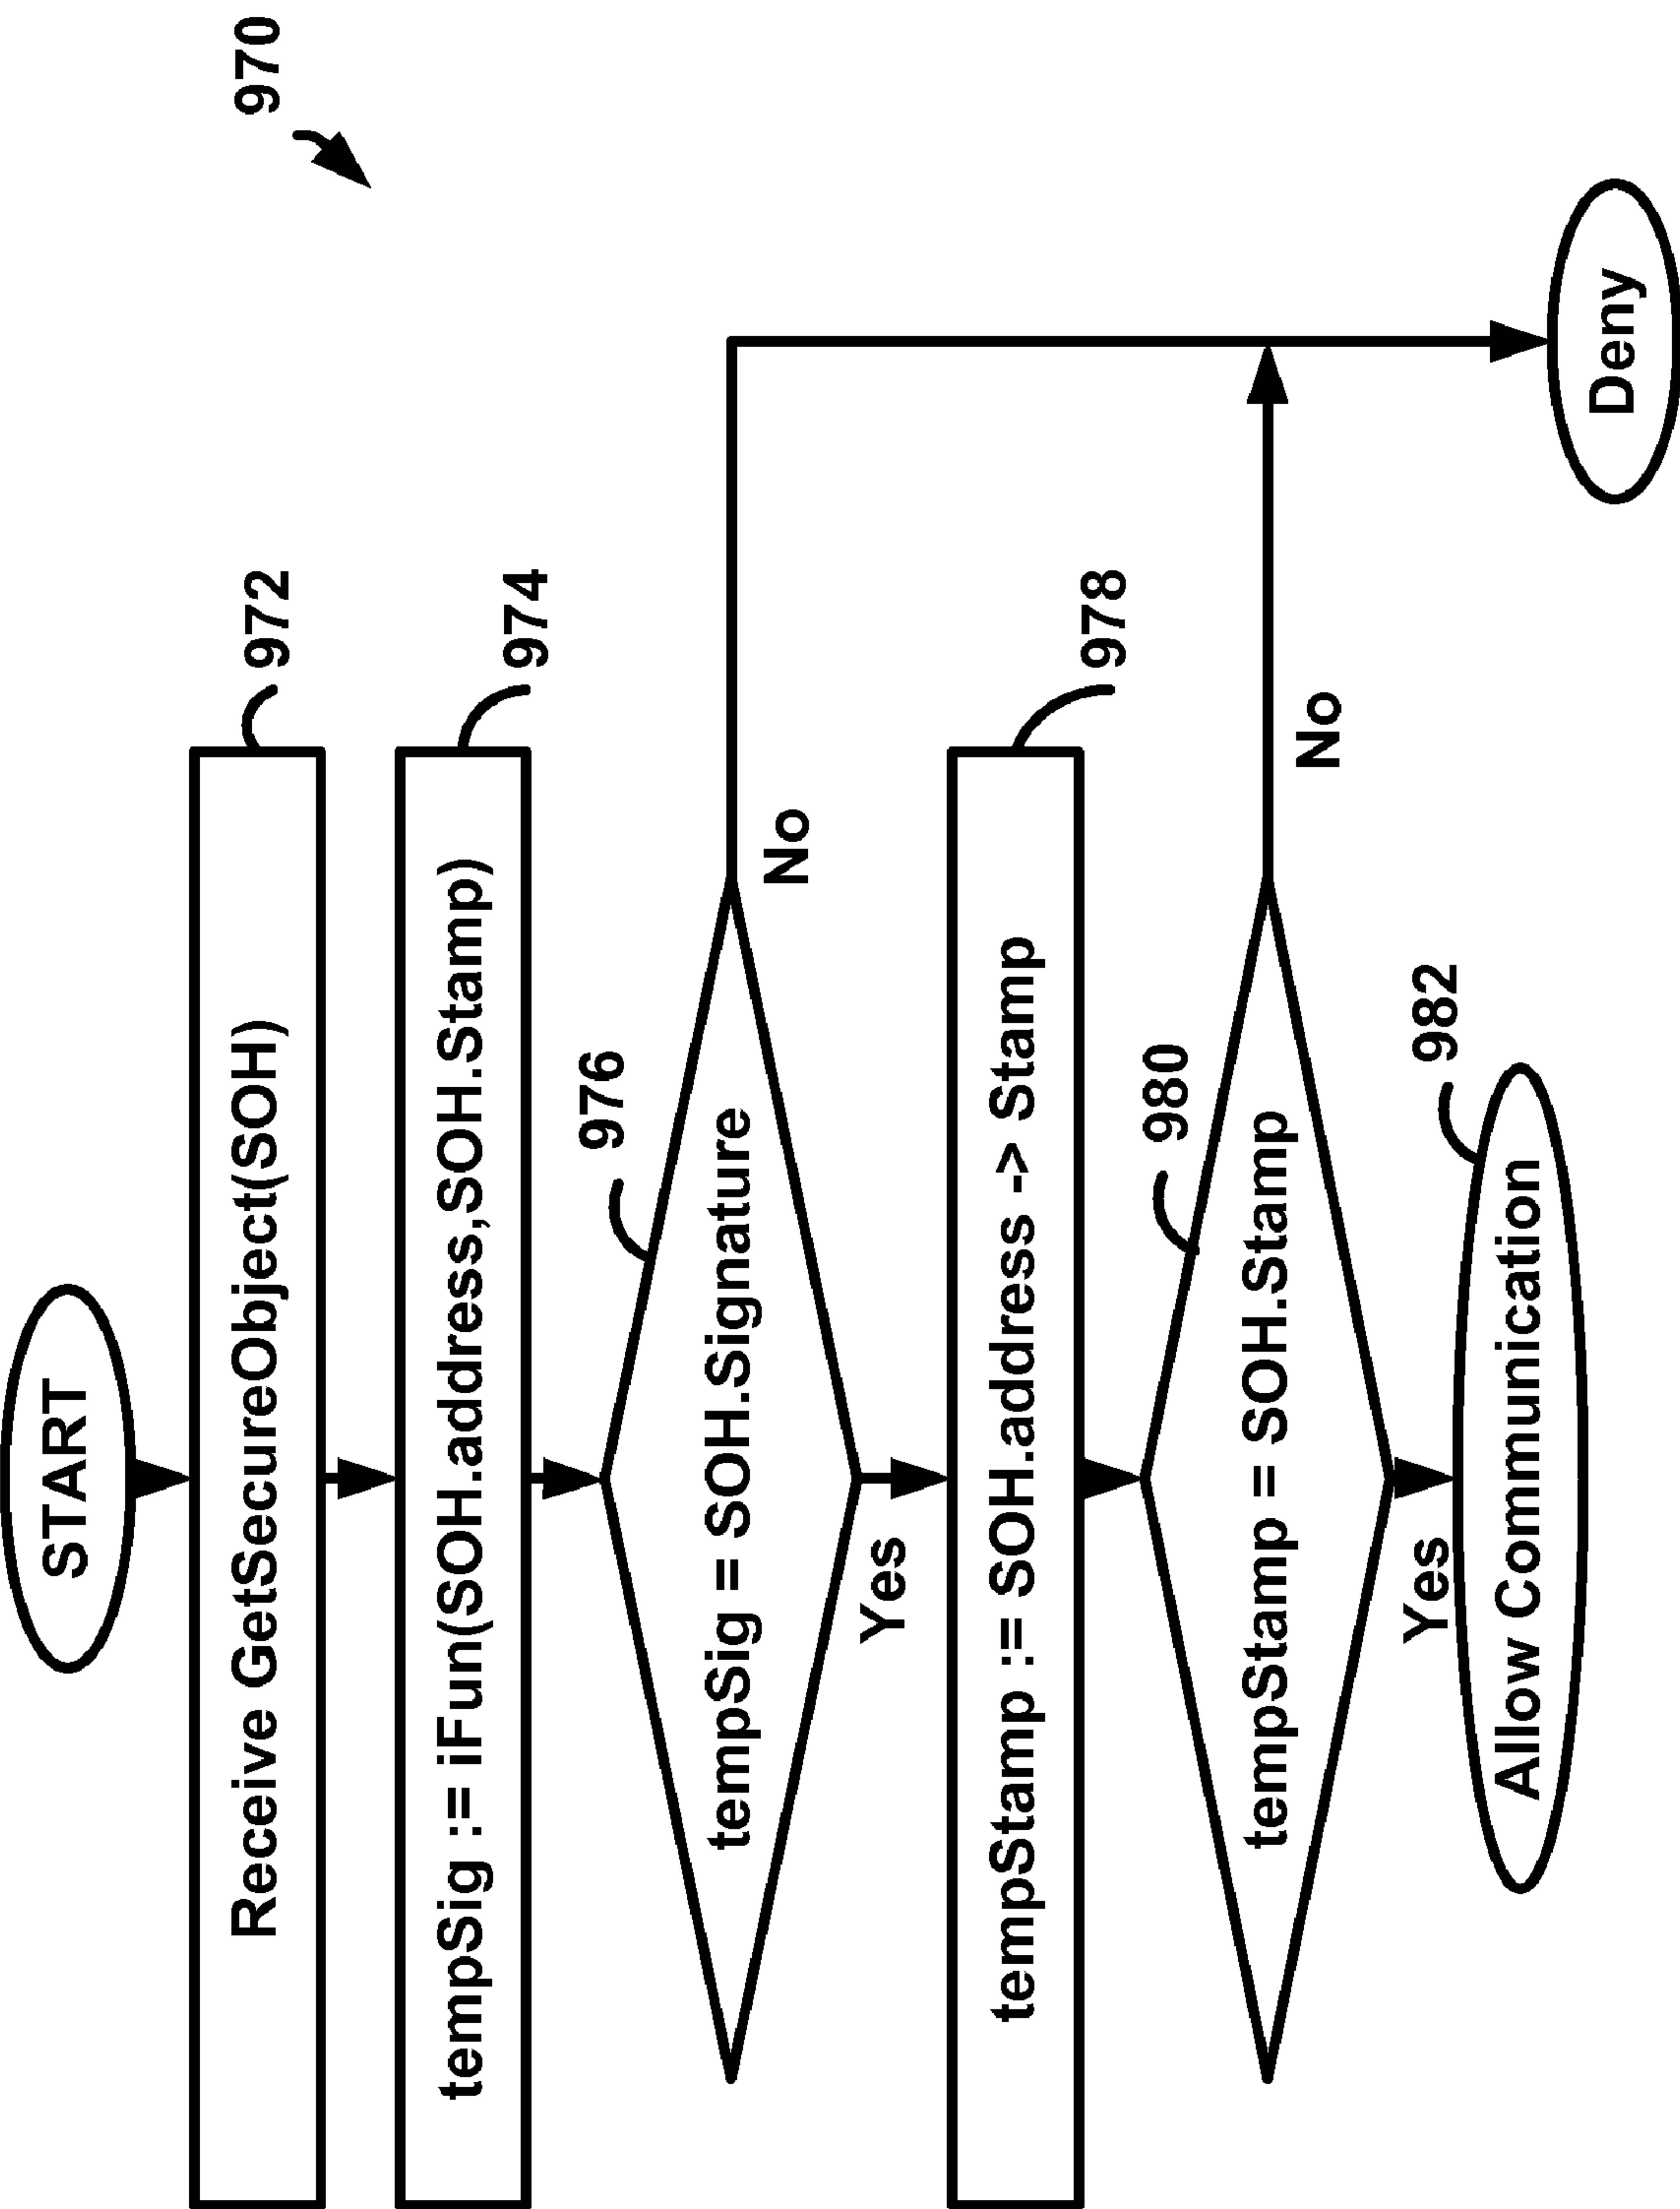 970
START
Receive GetSecureObject(SOH)
972
tempSig := iFun(SOH.address,SOH.Stamp)
974
976
tempSig = SOH.Signature
No
Yes
tempStamp := SOH.address -> Stamp
978
980
tempStamp = SOH.Stamp
No
Yes
982
Allow Communication
Deny